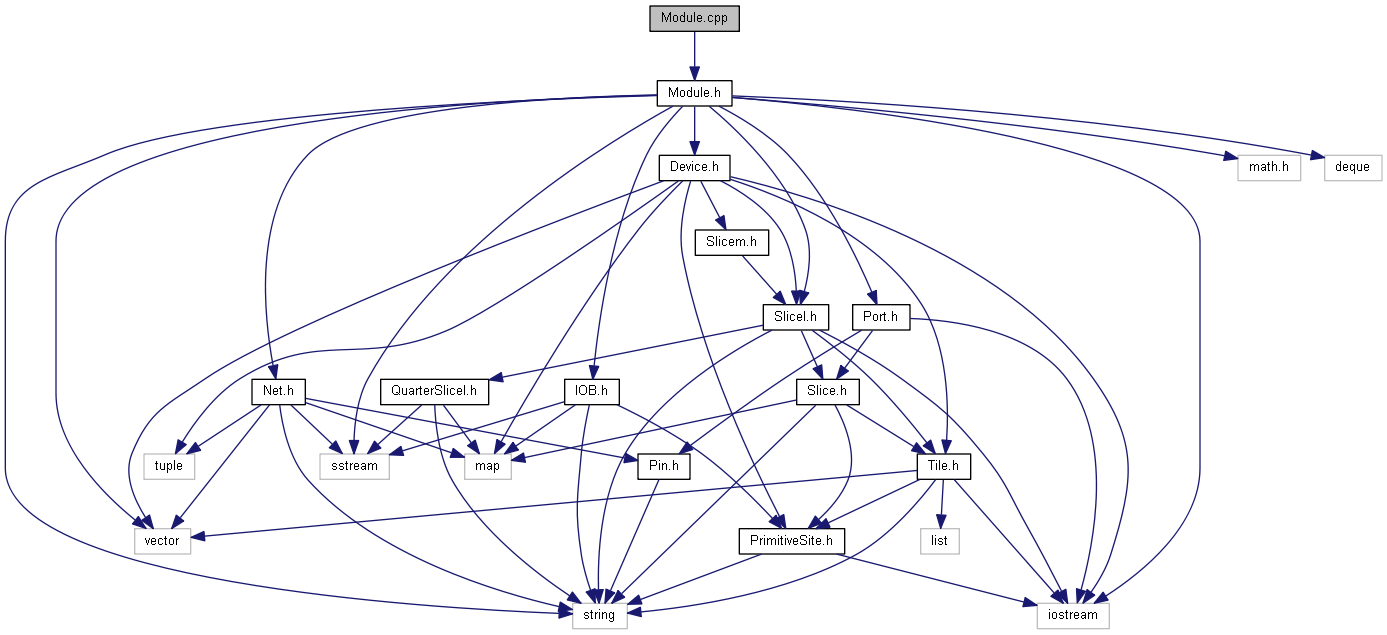 Module.cpp
Module.h
Device.h
math.h
deque
Slicem.h
Slicel.h
Port.h
Net.h
QuarterSlicel.h
IOB.h
Slice.h
tuple
sstream
map
Pin.h
Tile.h
vector
PrimitiveSite.h
list
string
iostream